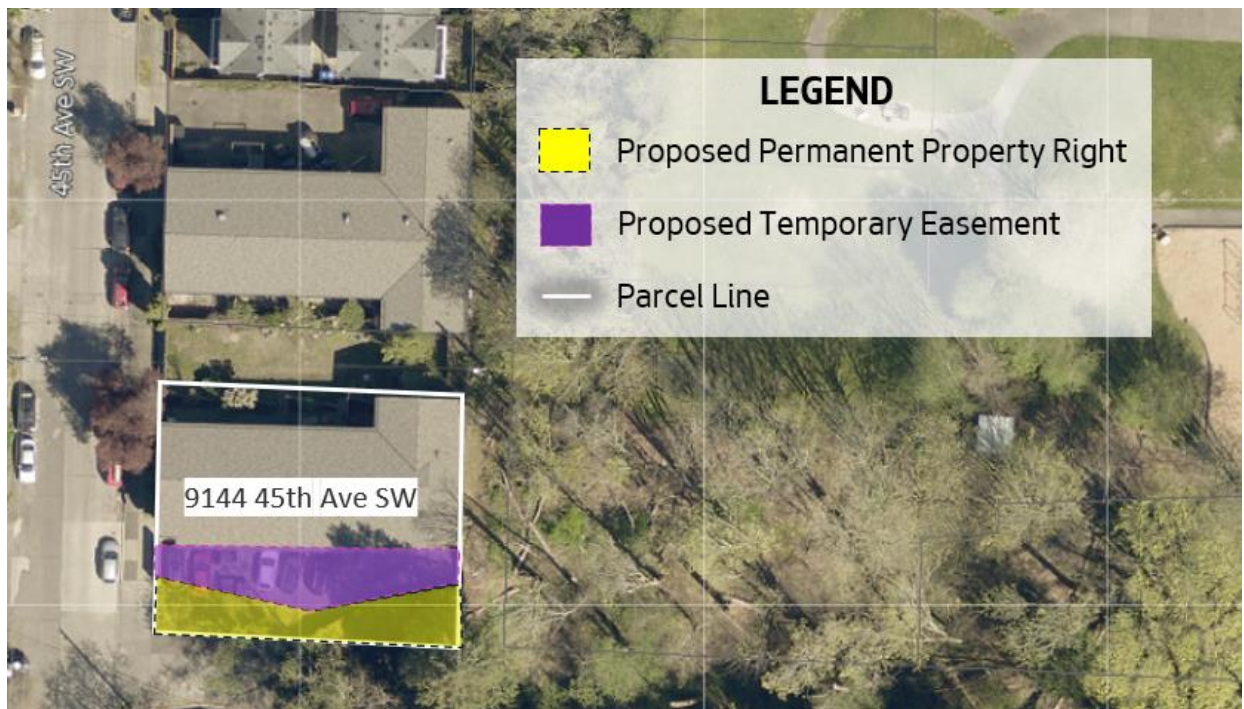 45th Ave SW
LEGEND
Proposed Permanent Property Right
Proposed Temporary Easement
Parcel Line
9144 45th Ave SW